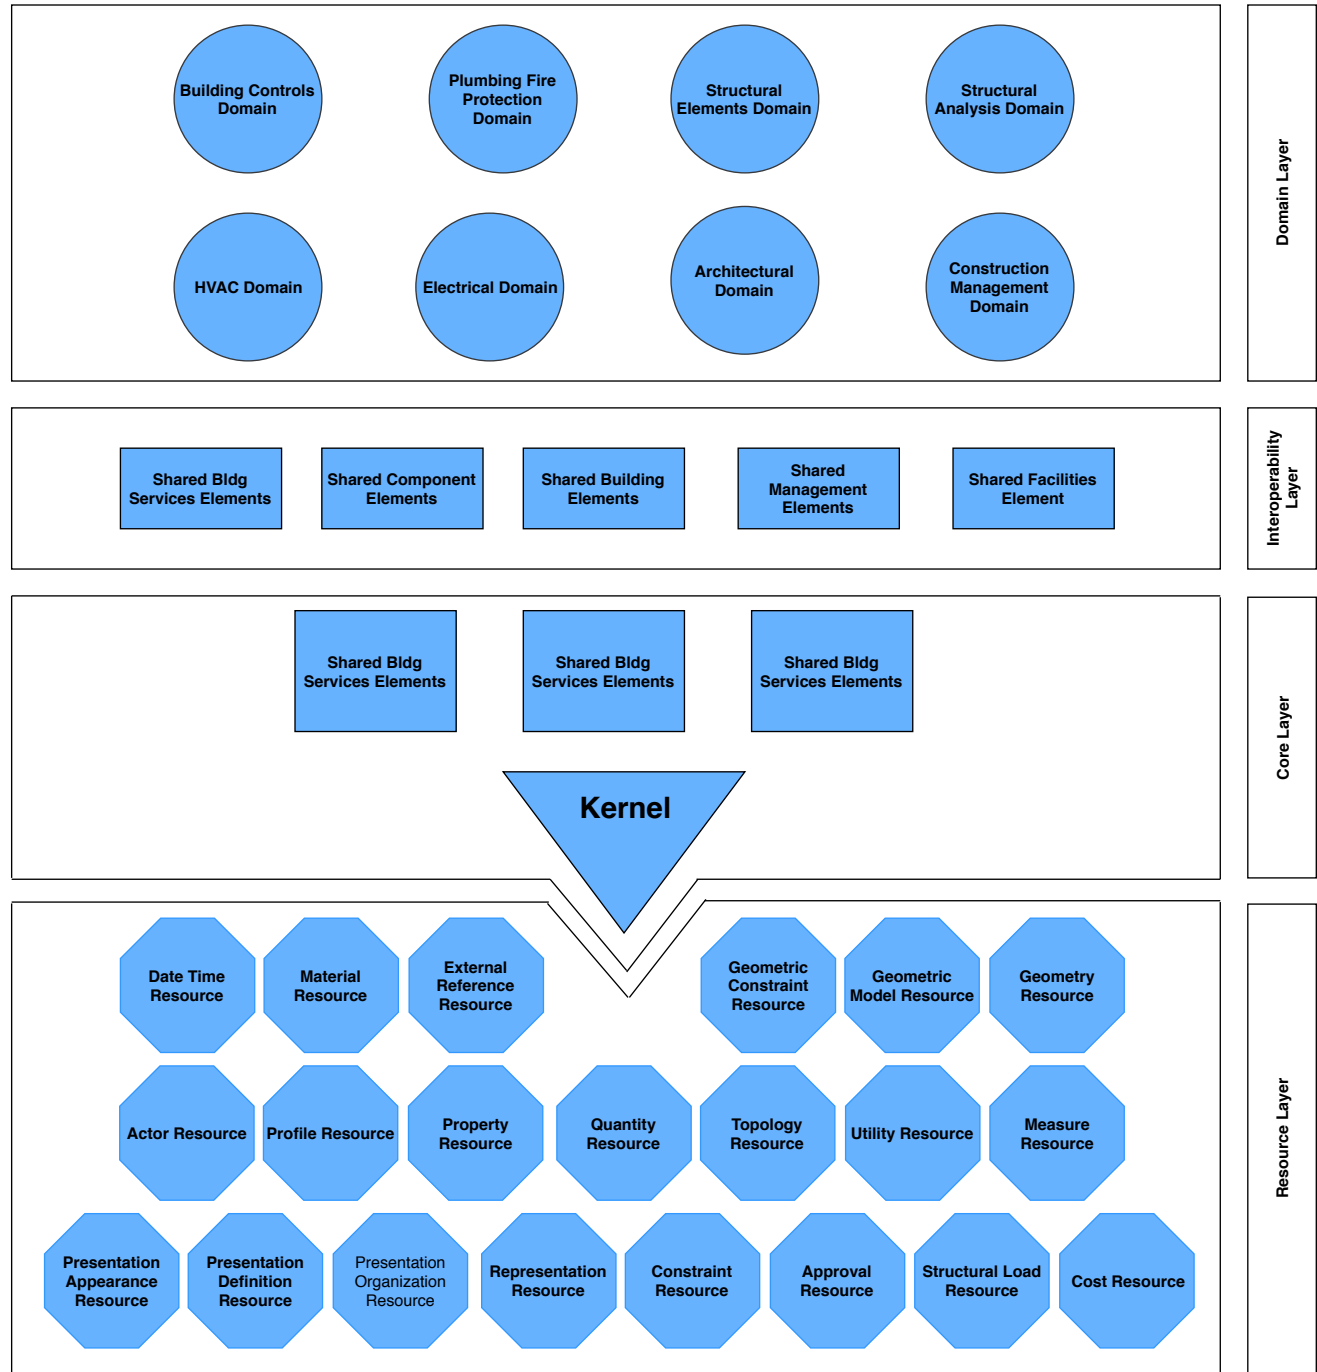 Building Controls
Domain
Plumbing Fire
Protection
Domain
Structural
Elements Domain
Structural
Analysis Domain
HVAC Domain
Electrical Domain
Architectural
Domain
Construction
Management
Domain
Domain Layer
Shared Bldg
Services Elements
Shared Component
Elements
Shared Building
Elements
Shared
Management
Elements
Shared Facilities
Element
Interoperability
Layer
Shared Bldg
Services Elements
Shared Bldg
Services Elements
Shared Bldg
Services Elements
Kernel
Core Layer
Date Time
Resource
Material
Resource
External
Reference
Resource
Geometric
Constraint
Resource
Geometric
Model Resource
Geometry
Resource
Actor Resource
Profile Resource
Property
Resource
Quantity
Resource
Topology
Resource
Utility Resource
Measure
Resource
Presentation
Appearance
Resource
Presentation
Definition
Resource
Presentation
Organization
Resource
Representation
Resource
Constraint
Resource
Approval
Resource
Structural Load
Resource
Cost Resource
Resource Layer